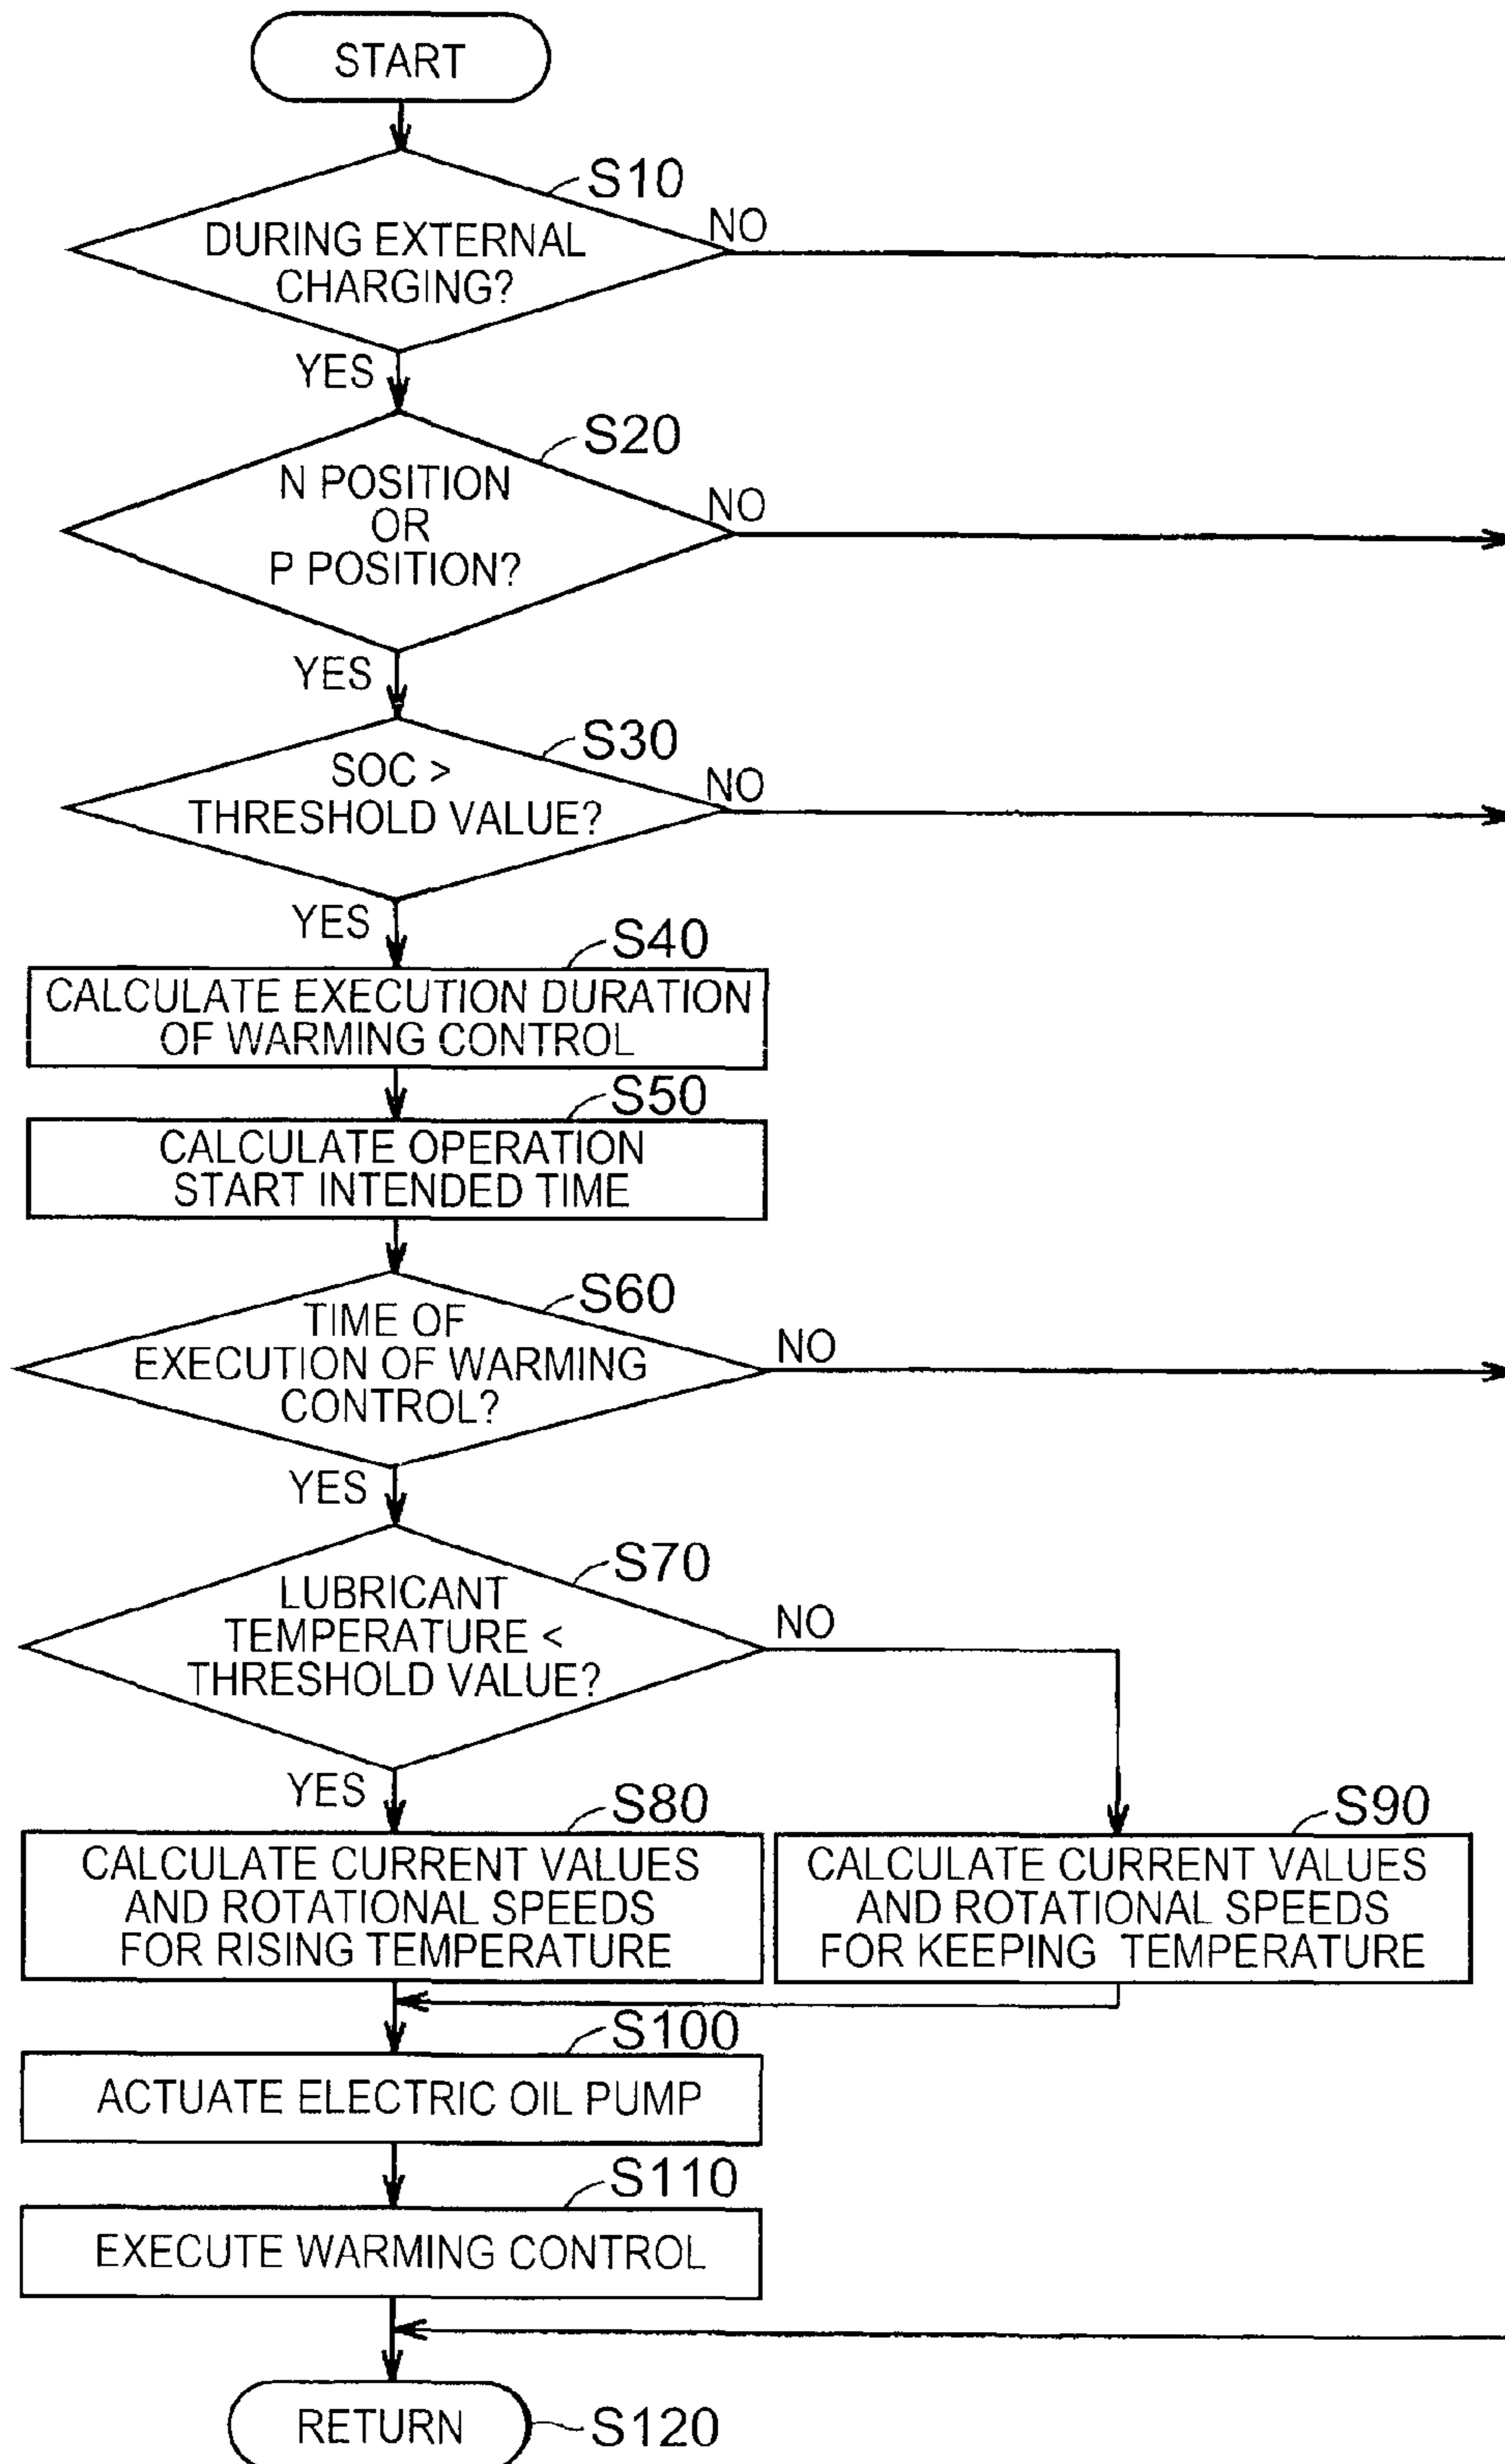 START
S10
DURING EXTERNAL
CHARGING?
NO
YES
S20
N POSITION
OR
P POSITION?
NO
YES
S30
SOC >
THRESHOLD VALUE?
NO
YES
S40
CALCULATE EXECUTION DURATION
OF WARMING CONTROL
S50
CALCULATE OPERATION
START INTENDED TIME
S60
TIME OF
EXECUTION OF WARMING
CONTROL?
NO
YES
S70
LUBRICANT
TEMPERATURE <
THRESHOLD VALUE?
NO
YES
S80
CALCULATE CURRENT VALUES
AND ROTATIONAL SPEEDS
FOR RISING TEMPERATURE
S90
CALCULATE CURRENT VALUES
AND ROTATIONAL SPEEDS
FOR KEEPING TEMPERATURE
S100
ACTUATE ELECTRIC OIL PUMP
S110
EXECUTE WARMING CONTROL
RETURN
S120